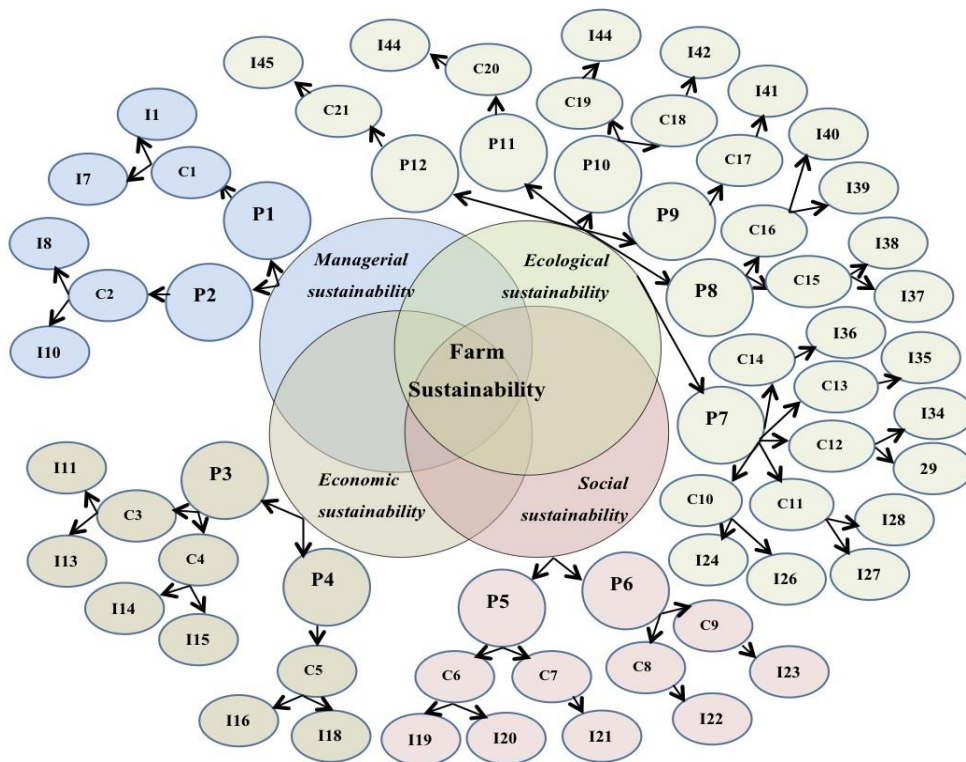 I44
I44
I42
I45
C20
C19
I41
C21
C18
I40
I1
P11
C17
I7
C1
P12
P10
I39
P1
P9
C16
I8
I38
Managerial
sustainability
Ecological
sustainability
C2
P2
P8
C15
I37
I10
Farm
Sustainability
C14
I36
I35
C13
P7
I34
I11
P3
C12
29
Economic
sustainability
Social
sustainability
C3
C10
C11
I28
I13
C4
I24
I26
I27
P4
P5
P6
I14
I15
C9
C5
C6
C7
C8
I23
I16
I18
I19
I20
I21
I22